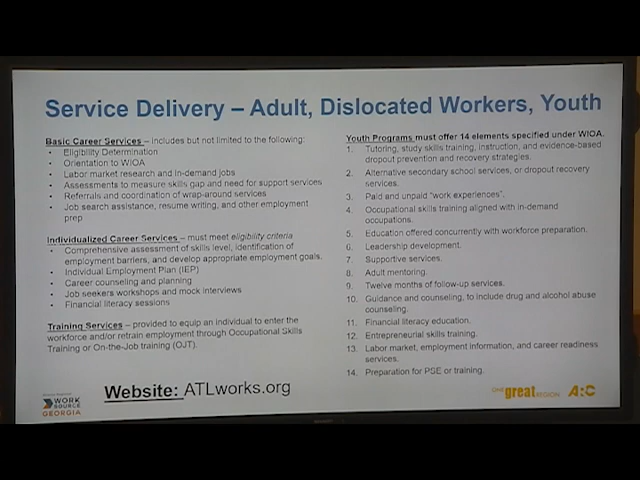 Service Delivery – Adult, Dislocated Workers, Youth
Basic Career Services – includes but not limited to the following:
• Eligibility Determination
• Orientation to WIOA
• Labor market research and In-demand jobs
• Assessments to measure skills gap and need for support services
• Referrals and coordination of wrap-around services
• Job search assistance, resume writing, and other employment
prep
Individualized Career Services – must meet eligibility criteria
• Comprehensive assessment of skills level, identification of
employment barriers, and develop appropriate employment goals.
• Individual Employment Plan (IEP)
• Career counseling and planning
• Job seekers workshops and mock interviews
• Financial literacy sessions
Training Services – provided to equip an individual to enter the
workforce and/or retrain employment through Occupational Skills
Training or On-the-Job training (OJT).
Youth Programs must offer 14 elements specified under WIOA.
1. Tutoring, study skills training, instruction, and evidence-based
dropout prevention and recovery strategies.
2. Alternative secondary school services, or dropout recovery
services.
3. Paid and unpaid "work experiences".
4. Occupational skills training aligned with in-demand
occupations.
5. Education offered concurrently with workforce preparation.
6. Leadership development.
7. Supportive services.
8. Adult mentoring.
9. Twelve months of follow-up services.
10. Guidance and counseling, to include drug and alcohol abuse
counseling.
11. Financial literacy education.
12. Entrepreneurial skills training.
13. Labor market, employment information, and career readiness
services.
14. Preparation for PSE or training.
Website: ATLworks.org
WORK
SOURCE
GEORGIA
ONE great REGION
A:C